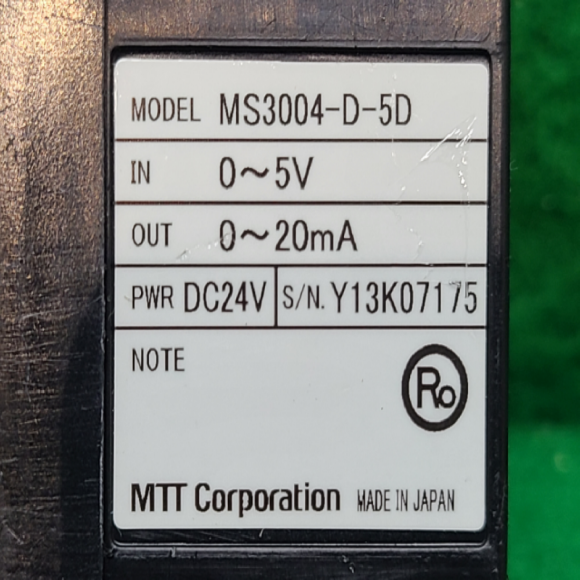 MODEL MS3004-D-5D
IN 0～5V
OUT 0～20mA
PWR DC24V S/N. Y13K07175
NOTE
Ro
MTT Corporation MADE IN JAPAN